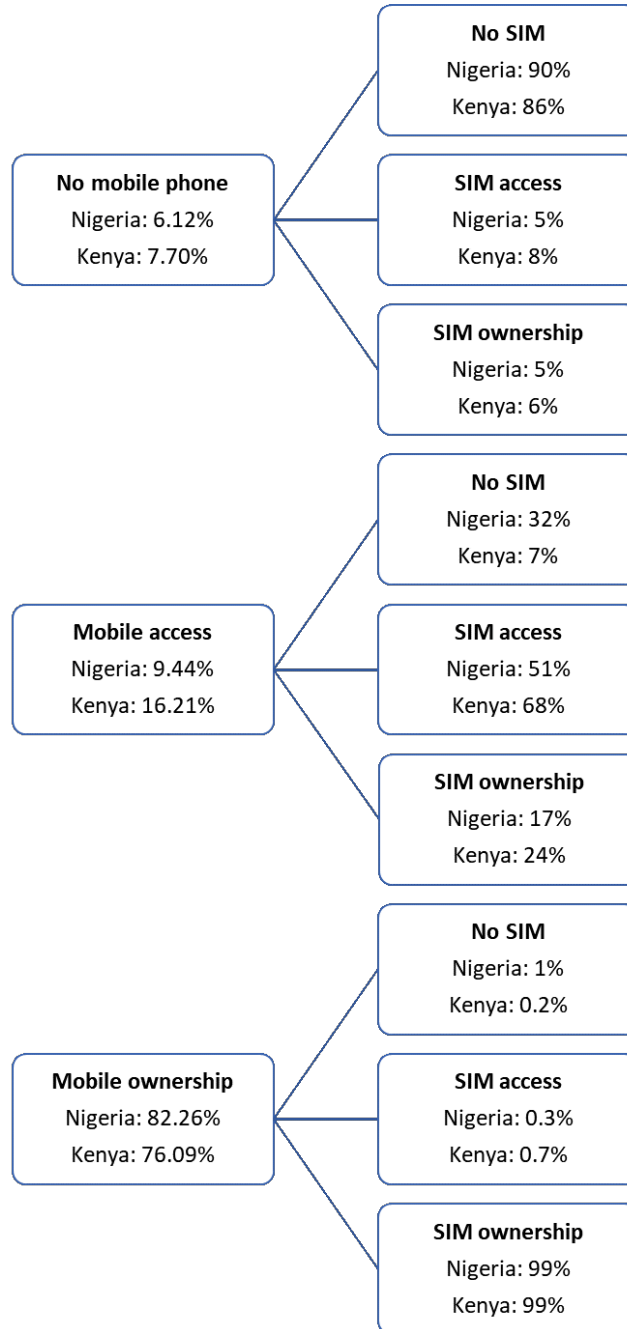 No mobile phone
Nigeria: 6.12%
Kenya: 7.70%
No SIM
Nigeria: 90%
Kenya: 86%
SIM access
Nigeria: 5%
Kenya: 8%
SIM ownership
Nigeria: 5%
Kenya: 6%
Mobile access
Nigeria: 9.44%
Kenya: 16.21%
No SIM
Nigeria: 32%
Kenya: 7%
SIM access
Nigeria: 51%
Kenya: 68%
SIM ownership
Nigeria: 17%
Kenya: 24%
Mobile ownership
Nigeria: 82.26%
Kenya: 76.09%
No SIM
Nigeria: 1%
Kenya: 0.2%
SIM access
Nigeria: 0.3%
Kenya: 0.7%
SIM ownership
Nigeria: 99%
Kenya: 99%